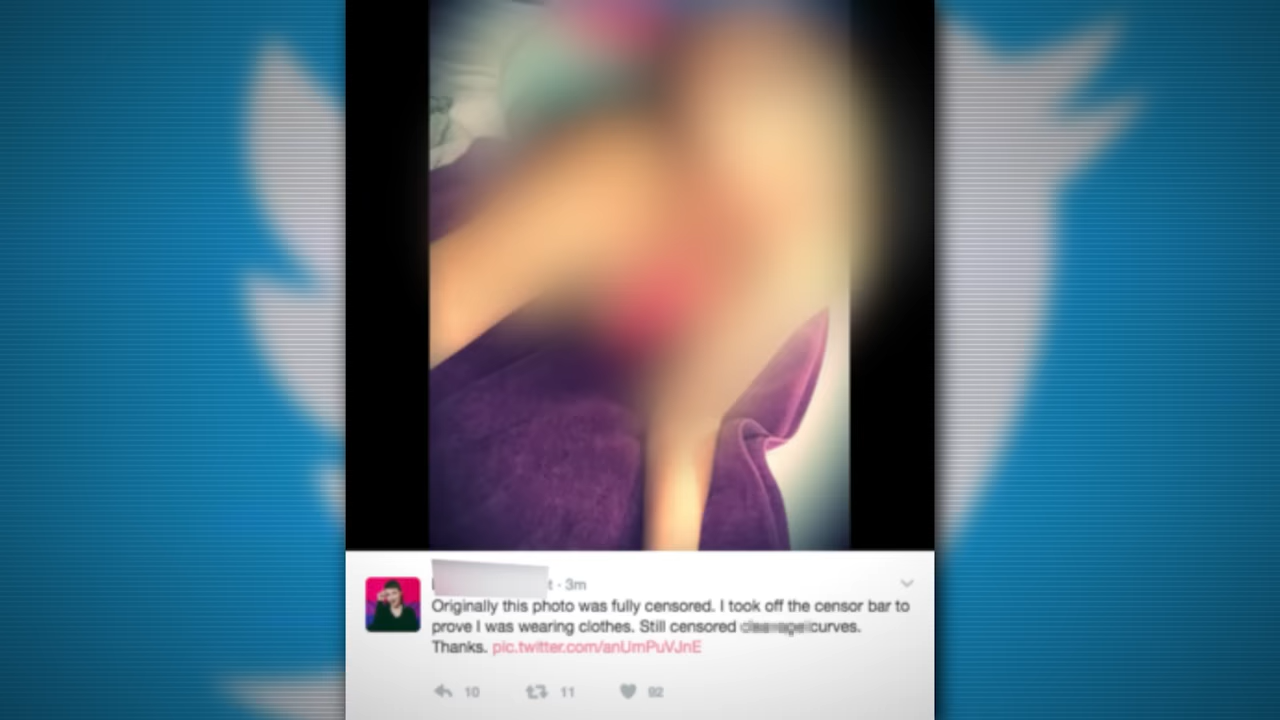 t · 3m
Originally this photo was fully censored. I took off the censor bar to
prove I was wearing clothes. Still censored curves.
Thanks. pic.twitter.com/anUmPuVJnE
10 11 92